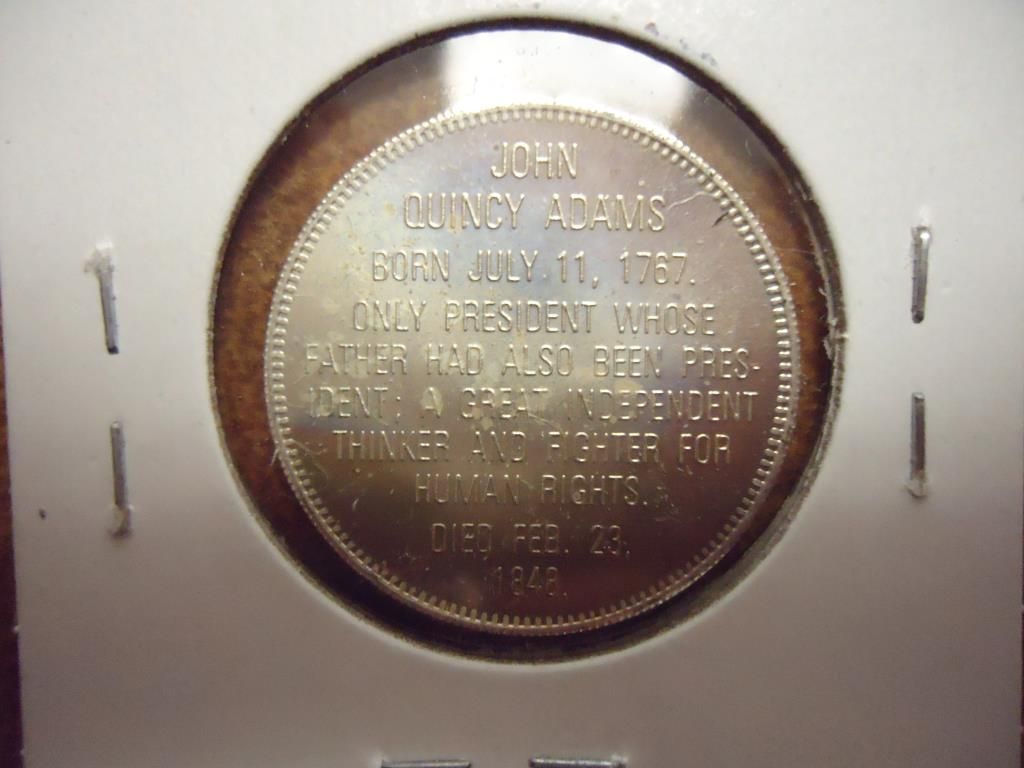 JOHN
QUINCY ADAMS
BORN JULY 11, 1767.
ONLY PRESIDENT WHOSE
FATHER HAD ALSO BEEN PRES-
IDENT; A GREAT INDEPENDENT
THINKER AND FIGHTER FOR
HUMAN RIGHTS.
DIED FEB. 23,
1848.